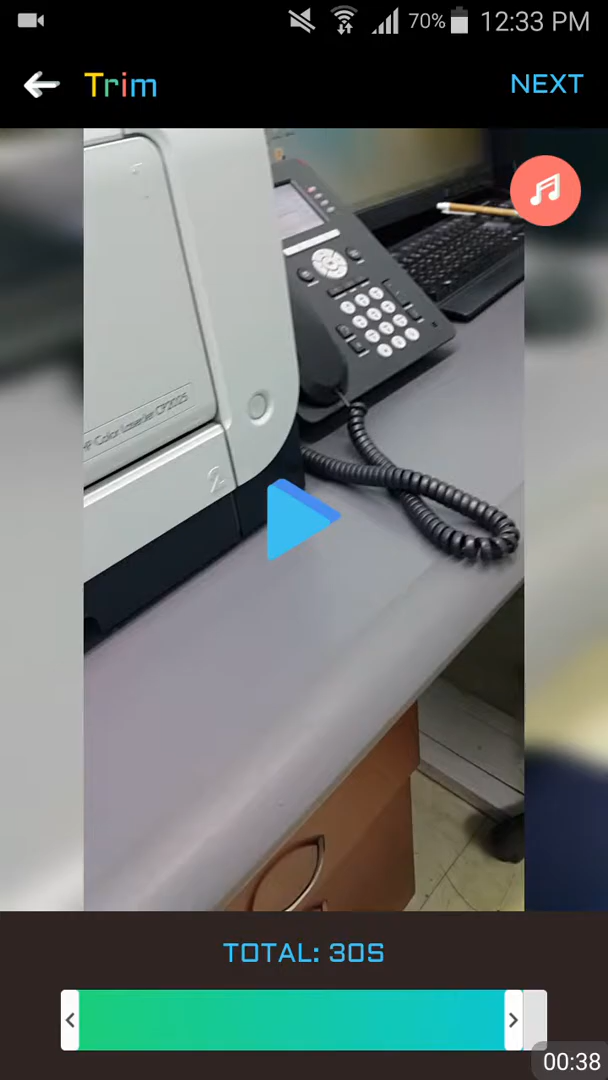 70% 12:33 PM
Trim
NEXT
HP Color LaserJet CP2025
2
TOTAL: 30S
00:38